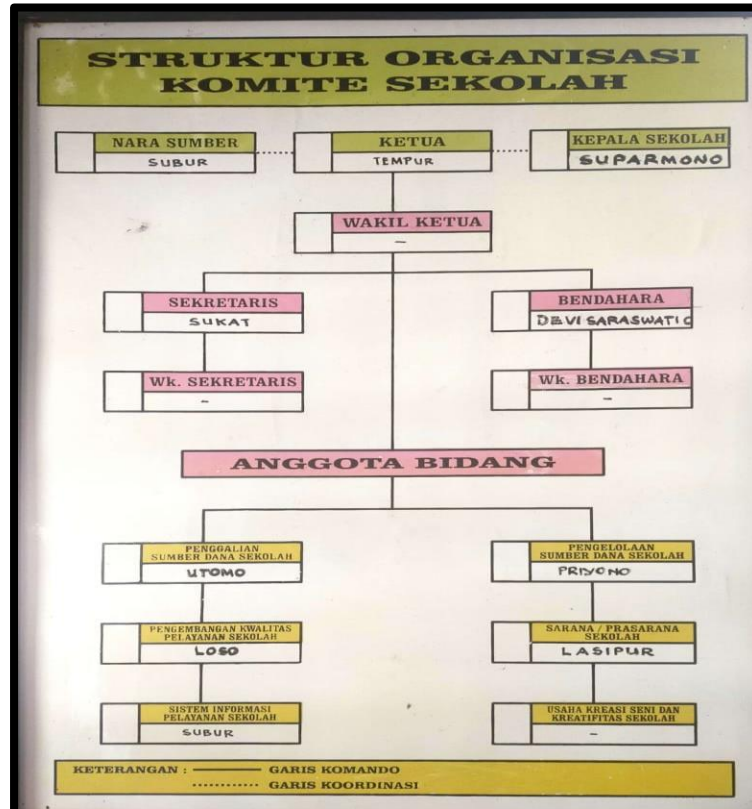 STRUKTUR ORGANISASI
KOMITE SEKOLAH
NARA SUMBER
SUBUR
KETUA
TEMPUR
KEPALA SEKOLAH
SUPARMONO
WAKIL KETUA
-
SEKRETARIS
SUKAT
BENDAHARA
DEVI SARASWATI C
Wk. SEKRETARIS
-
Wk. BENDAHARA
-
ANGGOTA BIDANG
PENGGALIAN
SUMBER DANA SEKOLAH
UTOMO
PENGELOLAAN
SUMBER DANA SEKOLAH
PRIYONO
PENGEMBANGAN KWALITAS
PELAYANAN SEKOLAH
LOSO
SARANA / PRASARANA
SEKOLAH
LASIPUR
SISTEM INFORMASI
PELAYANAN SEKOLAH
SUBUR
USAHA KREASI SENI DAN
KREATIFITAS SEKOLAH
-
KETERANGAN : GARIS KOMANDO
GARIS KOORDINASI